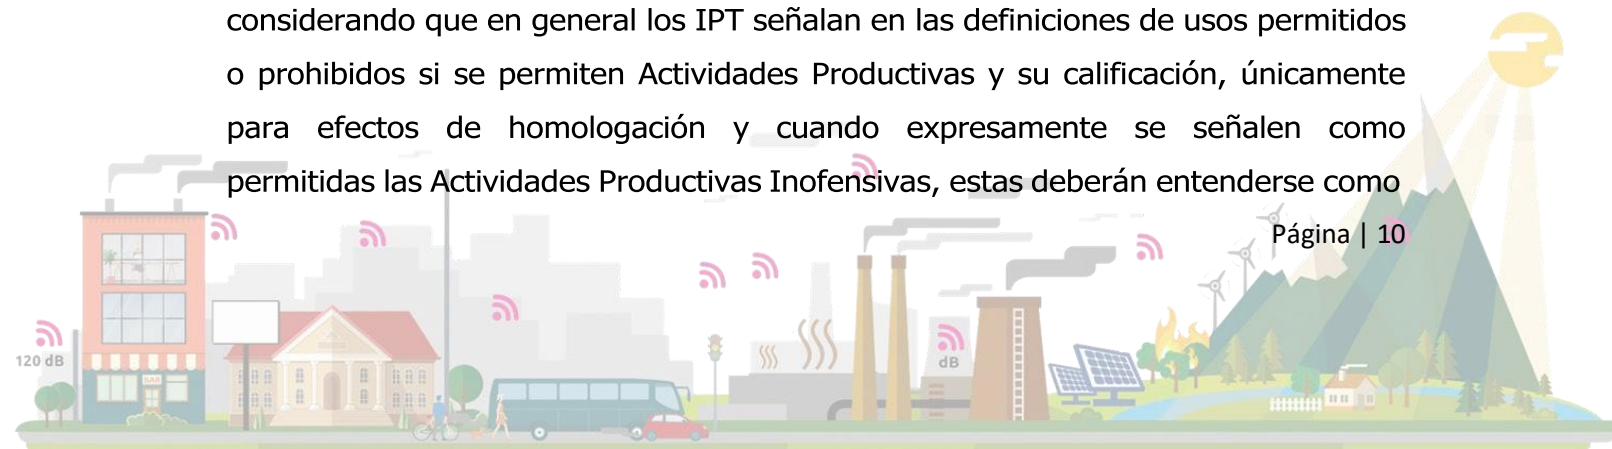 considerando que en general los IPT señalan en las definiciones de usos permitidos
o prohibidos si se permiten Actividades Productivas y su calificación, únicamente
para efectos de homologación y cuando expresamente se señalen como
permitidas las Actividades Productivas Inofensivas, estas deberán entenderse como
Página | 10
120 dB
dB
BAR